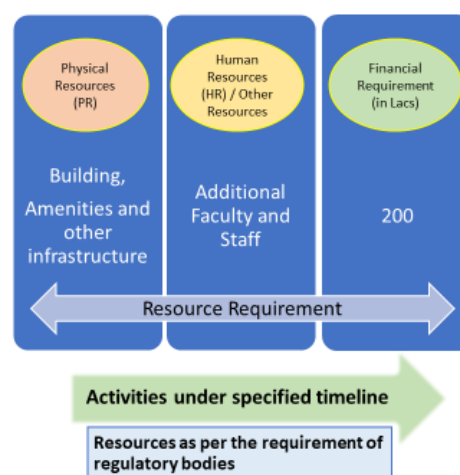 Physical
Resources
(PR)
Human
Resources
(HR) / Other
Resources
Financial
Requirement
(in Lacs)
Building,
Amenities and
other
infrastructure
Additional
Faculty and
Staff
200
Resource Requirement
Activities under specified timeline
Resources as per the requirement of
regulatory bodies